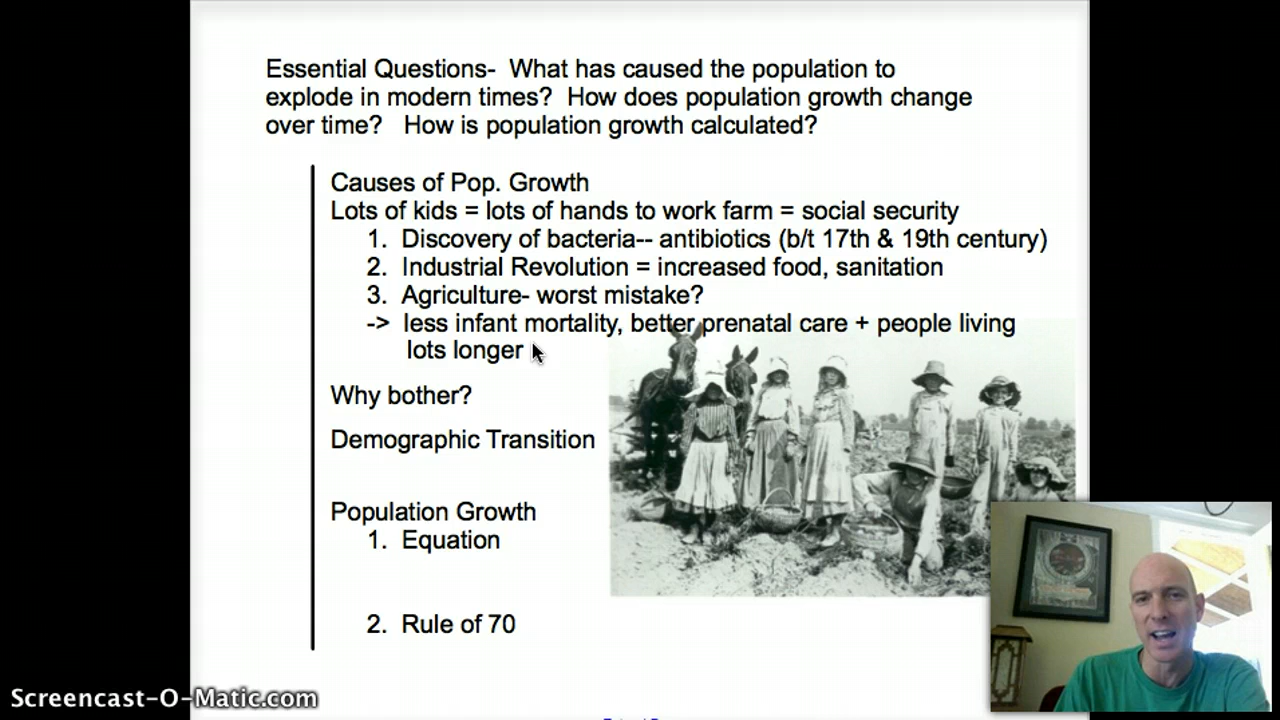 Essential Questions- What has caused the population to
explode in modern times? How does population growth change
over time? How is population growth calculated?
Causes of Pop. Growth
Lots of kids = lots of hands to work farm = social security
1. Discovery of bacteria-- antibiotics (b/t 17th & 19th century)
2. Industrial Revolution = increased food, sanitation
3. Agriculture- worst mistake?
-> less infant mortality, better prenatal care + people living
lots longer
Why bother?
Demographic Transition
Population Growth
1. Equation
2. Rule of 70
Screencast-O-Matic.com